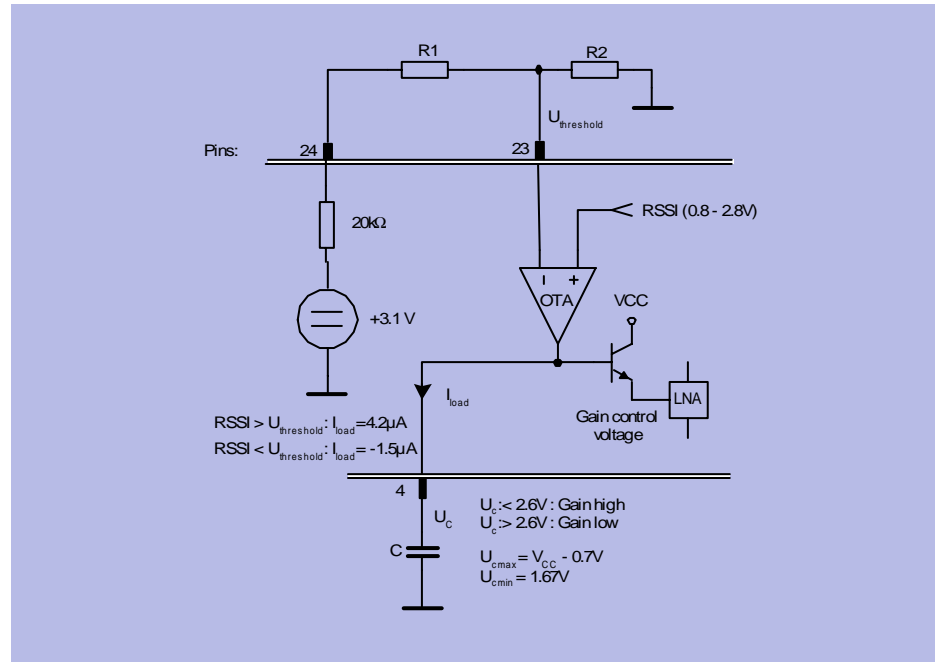 R1
R2
Uthreshold
Pins:
24
23
20kΩ
RSSI (0.8 - 2.8V)
– +
OTA
VCC
+3.1 V
Iload
LNA
Gain control
voltage
RSSI > Uthreshold: Iload=4.2µA
RSSI < Uthreshold: Iload= -1.5µA
4
UC
Uc:< 2.6V : Gain high
Uc:> 2.6V : Gain low
C
Ucmax= VCC - 0.7V
Ucmin= 1.67V